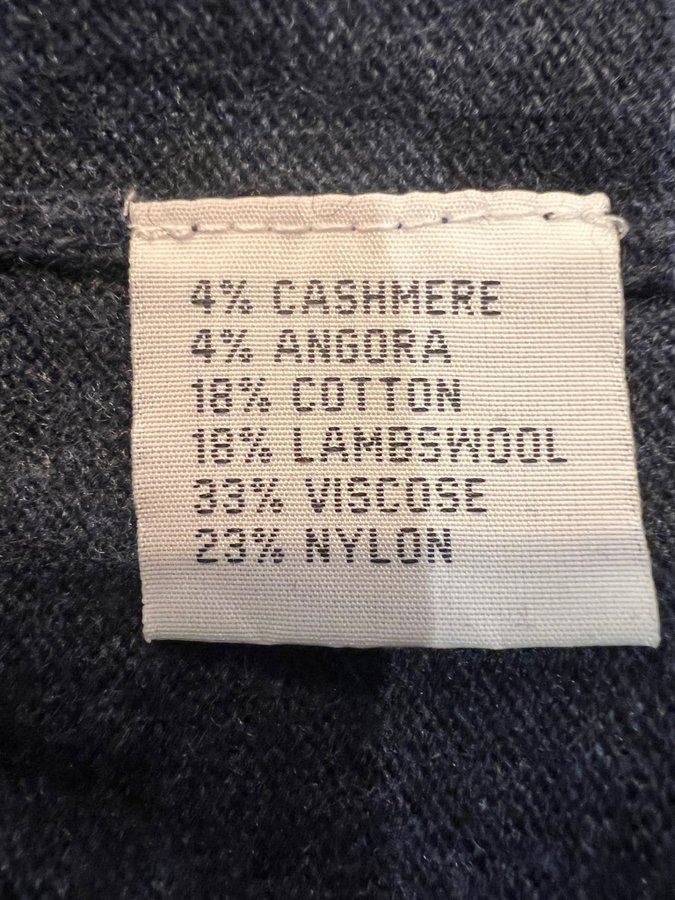 4% CASHMERE
4% ANGORA
18% COTTON
18% LAMBSWOOL
33% VISCOSE
23% NYLON